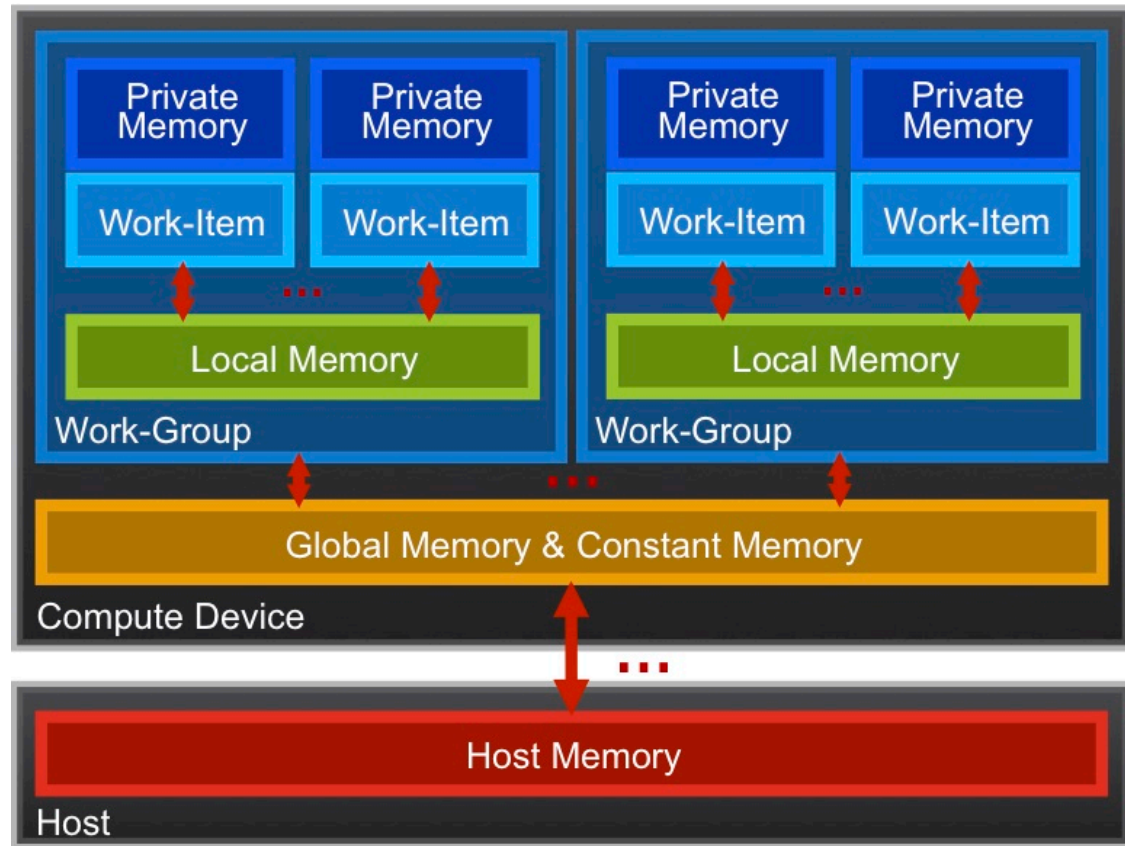 Private
Memory
Private
Memory
Private
Memory
Private
Memory
Work-Item
Work-Item
Work-Item
Work-Item
...
...
Local Memory
Local Memory
Work-Group
Work-Group
...
Global Memory & Constant Memory
Compute Device
...
Host Memory
Host